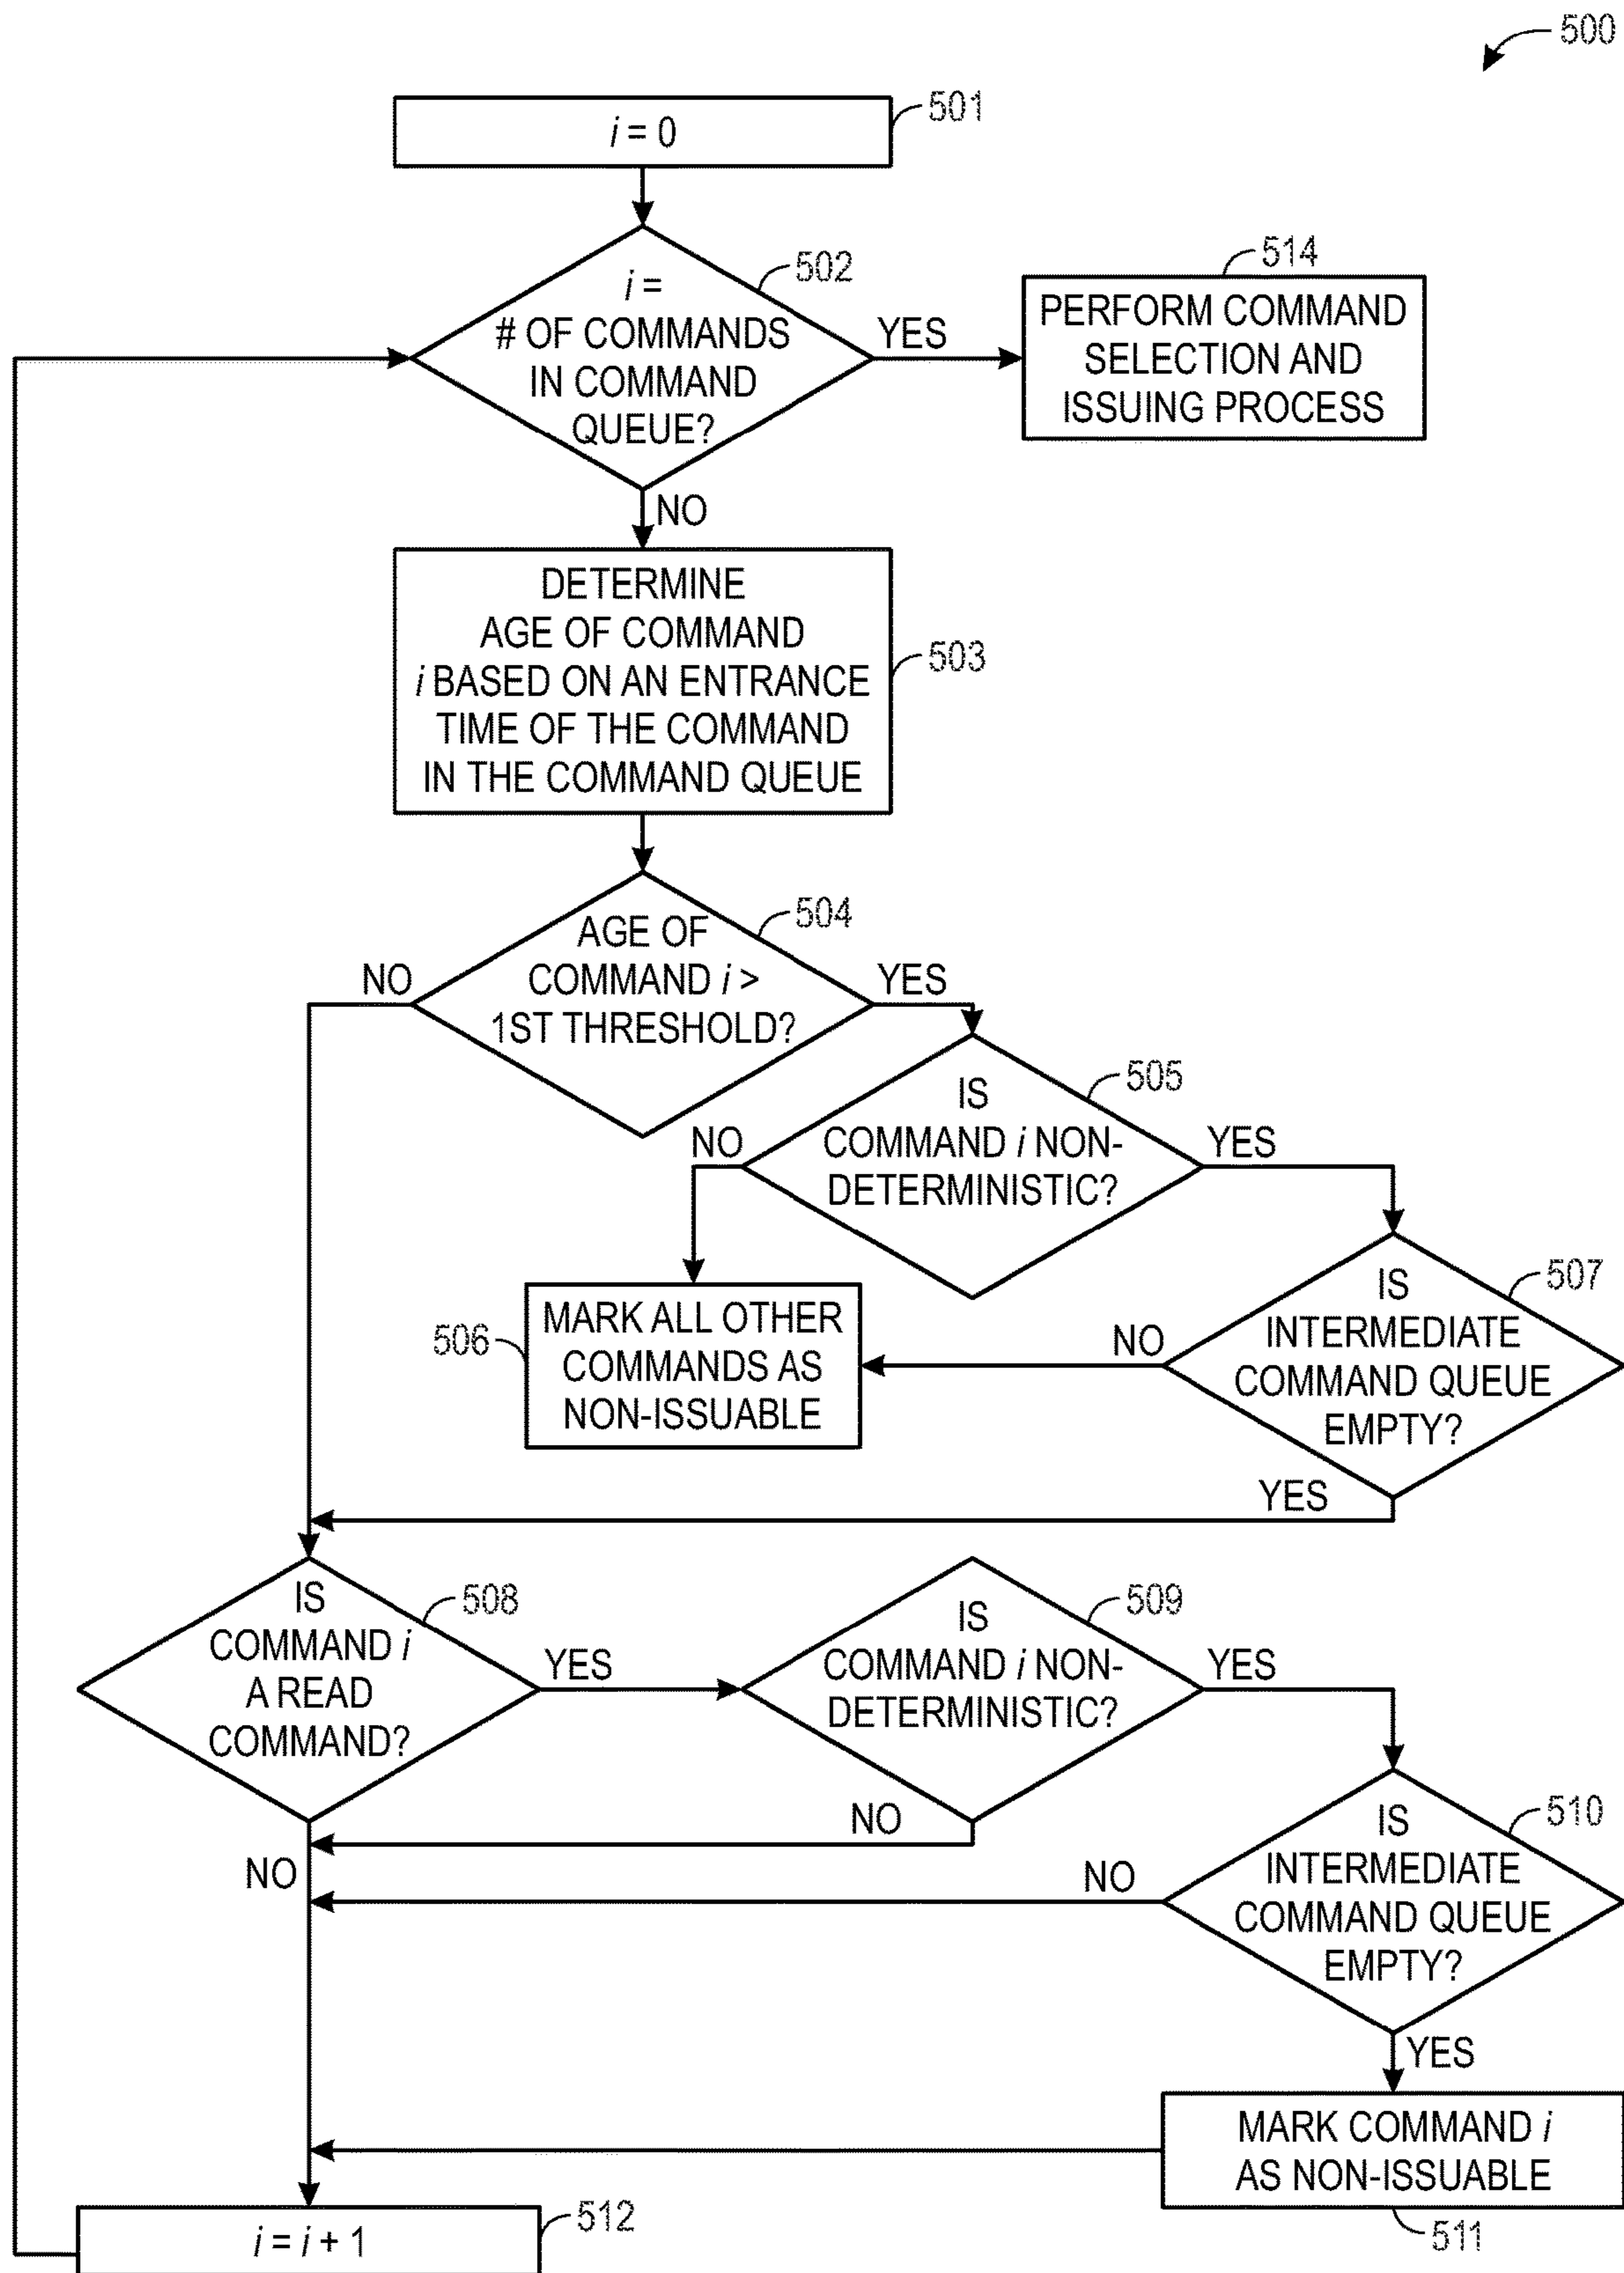 500
501
i = 0
502
i =
# OF COMMANDS
IN COMMAND
QUEUE?
YES
514
PERFORM COMMAND
SELECTION AND
ISSUING PROCESS
NO
DETERMINE
AGE OF COMMAND
i BASED ON AN ENTRANCE
TIME OF THE COMMAND
IN THE COMMAND QUEUE
503
504
AGE OF
COMMAND i >
1ST THRESHOLD?
NO
YES
505
IS
COMMAND i NON-
DETERMINISTIC?
NO
YES
506
MARK ALL OTHER
COMMANDS AS
NON-ISSUABLE
507
IS
INTERMEDIATE
COMMAND QUEUE
EMPTY?
NO
YES
508
IS
COMMAND i
A READ
COMMAND?
YES
509
IS
COMMAND i NON-
DETERMINISTIC?
YES
NO
NO
510
IS
INTERMEDIATE
COMMAND QUEUE
EMPTY?
NO
YES
MARK COMMAND i
AS NON-ISSUABLE
511
512
i = i + 1